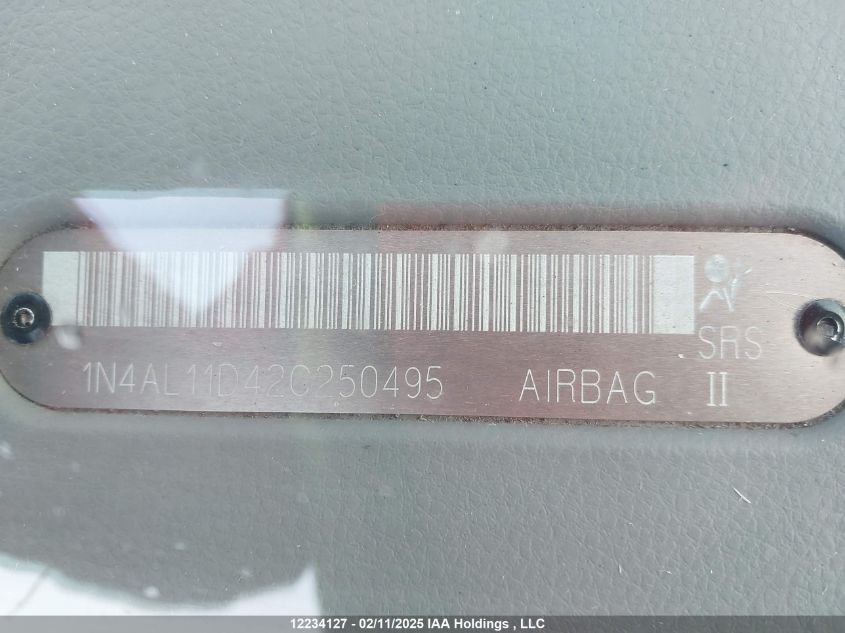 1N4AL11D42C250495 AIRBAG SRS II
12234127 - 02/11/2025 IAA Holdings , LLC